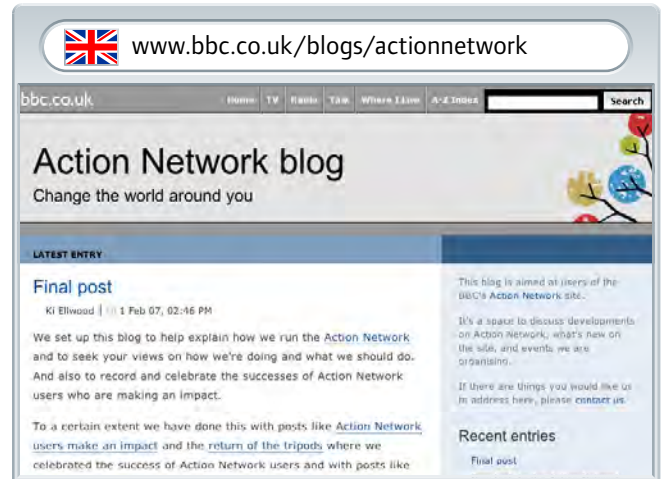 www.bbc.co.uk/blogs/actionnetwork
bbc.co.uk
Home TV Radio Talk Where I Live A-Z Index Search
Action Network blog
Change the world around you
LATEST ENTRY
Final post
Ki Ellwood | 1 Feb 07, 02:46 PM
We set up this blog to help explain how we run the Action Network
and to seek your views on how we're doing and what we should do.
And also to record and celebrate the successes of Action Network
users who are making an impact.
To a certain extent we have done this with posts like Action Network
users make an impact and the return of the tripods where we
celebrated the success of Action Network users and with posts like
This blog is aimed at users of the
BBC's Action Network site.
It's a space to discuss developments
on Action Network, what's new on
the site, and events we are
organising.
If there are things you would like us
to address here, please contact us.
Recent entries
Final post